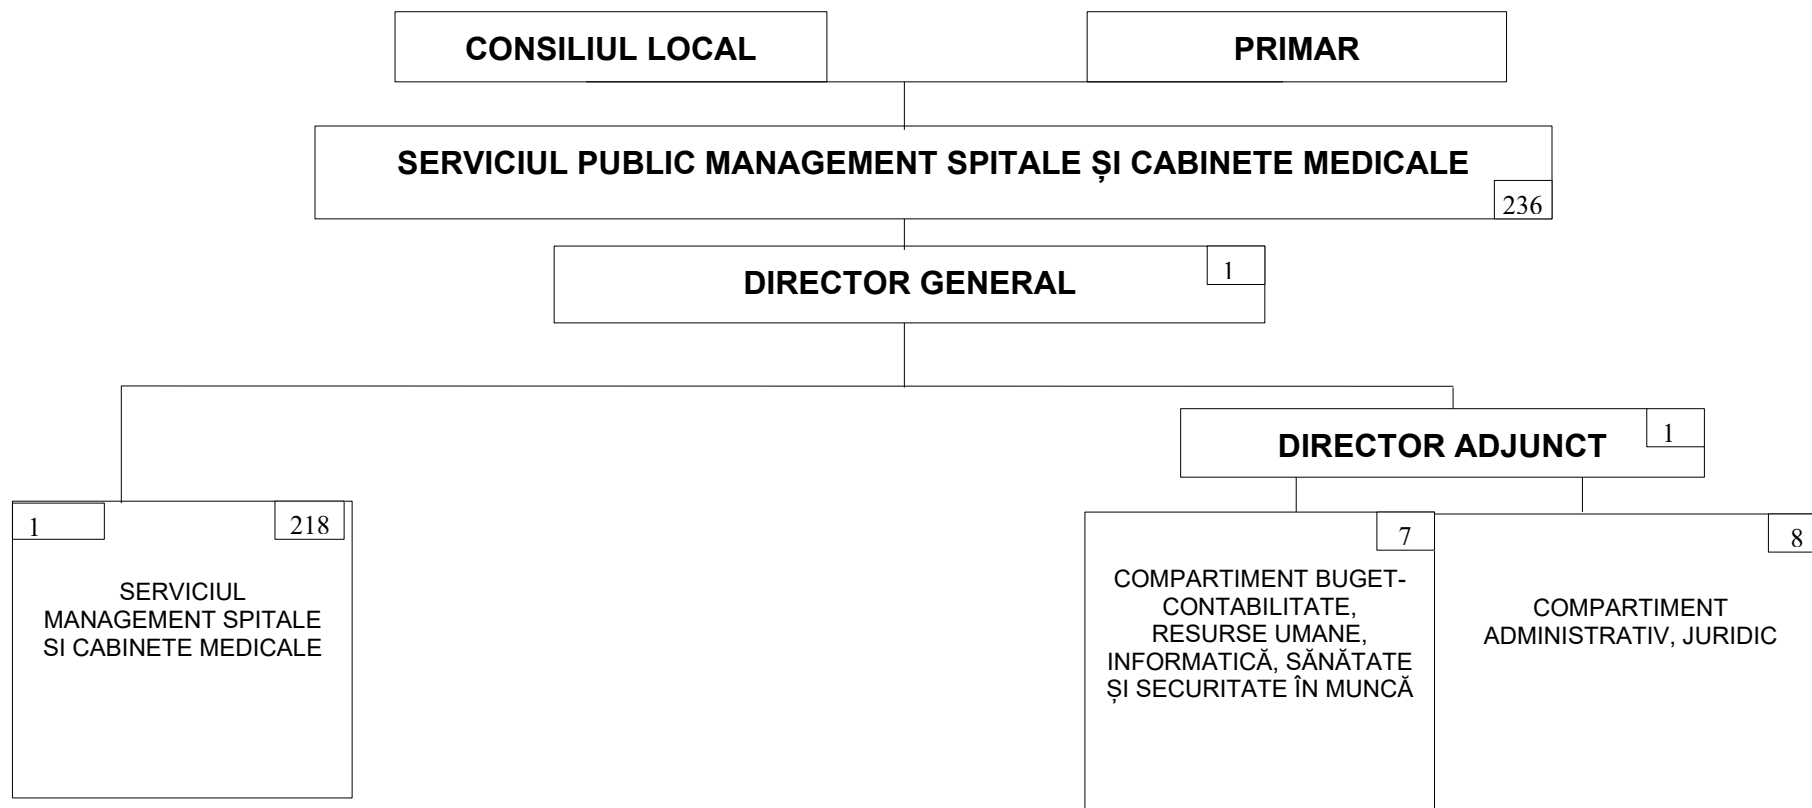 CONSILIUL LOCAL
PRIMAR
SERVICIUL PUBLIC MANAGEMENT SPITALE ȘI CABINETE MEDICALE
236
DIRECTOR GENERAL
1
DIRECTOR ADJUNCT
1
1
218
SERVICIUL
MANAGEMENT SPITALE
SI CABINETE MEDICALE
7
COMPARTIMENT BUGET-
CONTABILITATE,
RESURSE UMANE,
INFORMATICĂ, SĂNĂTATE
ȘI SECURITATE ÎN MUNCĂ
8
COMPARTIMENT
ADMINISTRATIV, JURIDIC